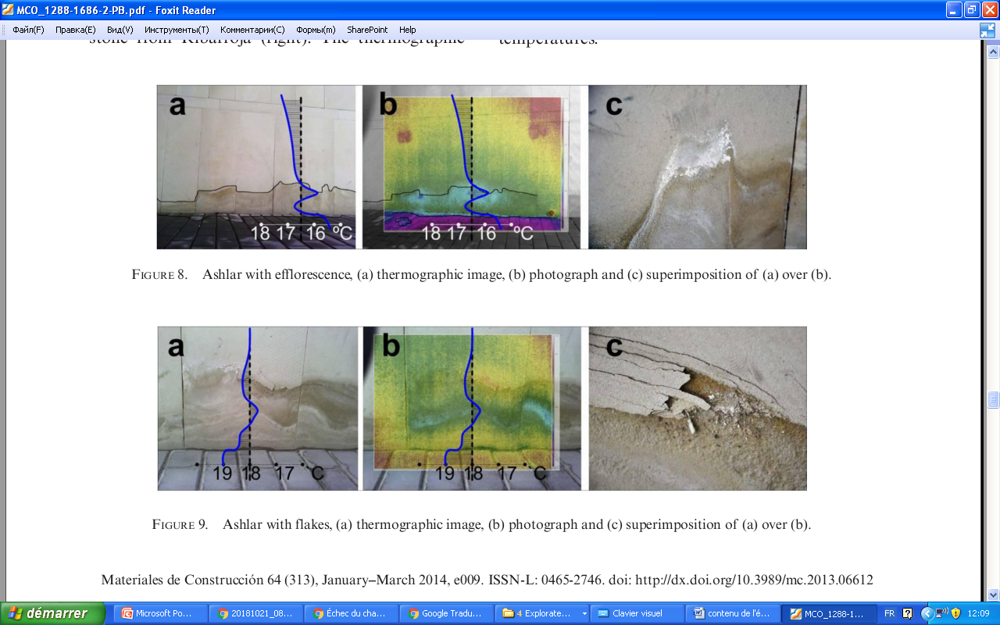 MCO_1288-1686-2-PB.pdf - Foxit Reader
Файл(F) Правка(E) Вид(V) Инструменты(T) Комментарии(C) Формы(m) SharePoint Help
stone from Ribarroja (right). The thermographic
temperatures.
a b c
18 17 16 ºC 18 17 16 ºC
FIGURE 8. Ashlar with efflorescence, (a) thermographic image, (b) photograph and (c) superimposition of (a) over (b).
a b c
19 18 17 °C 19 18 17 °C
FIGURE 9. Ashlar with flakes, (a) thermographic image, (b) photograph and (c) superimposition of (a) over (b).
Materiales de Construcción 64 (313), January–March 2014, e009. ISSN-L: 0465-2746. doi: http://dx.doi.org/10.3989/mc.2013.06612
démarrer Microsoft Po... 20181021_08... Échec du cha... Google Tradu... 4 Explorate... Clavier visuel contenu de l'é... MCO_1288-1... FR 12:09